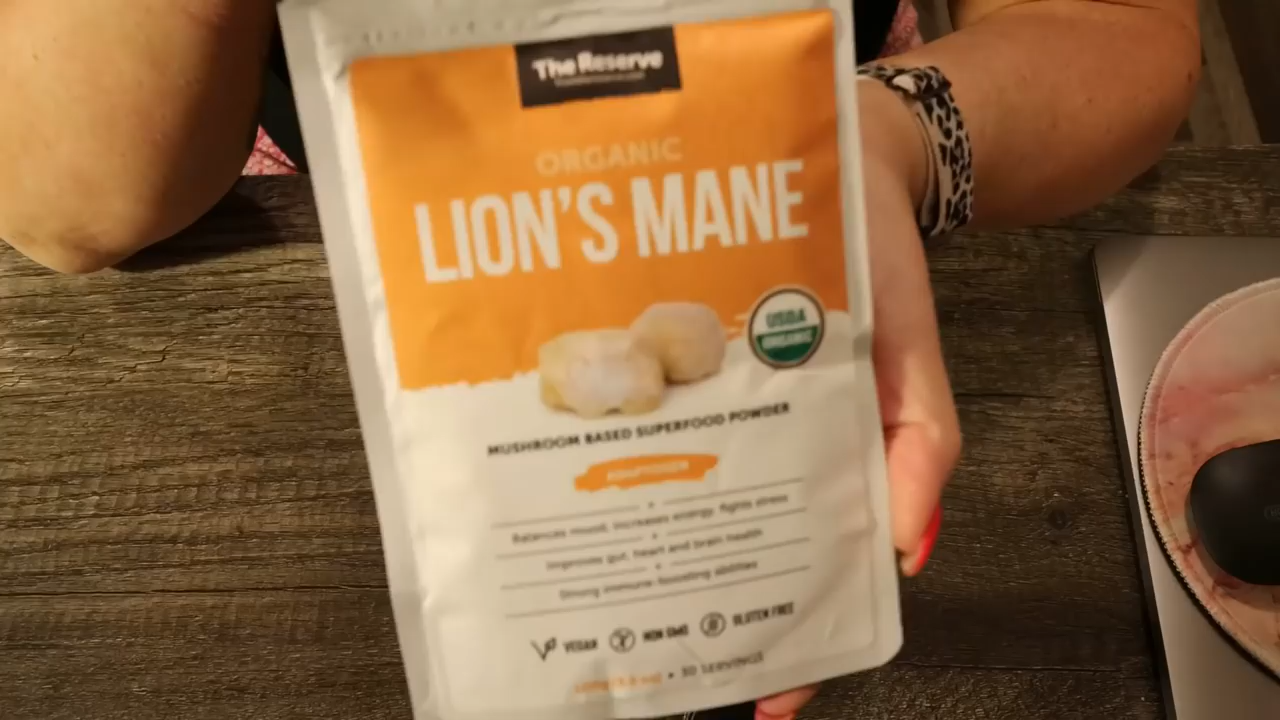 The Reserve
ORGANIC
LION'S MANE
USDA
ORGANIC
MUSHROOM BASED SUPERFOOD POWDER
Balances mood, increases energy, fights stress
Improves gut, heart and brain health
Strong immune-boosting abilities
VEGAN NON GMO GLUTEN FREE
30 SERVINGS